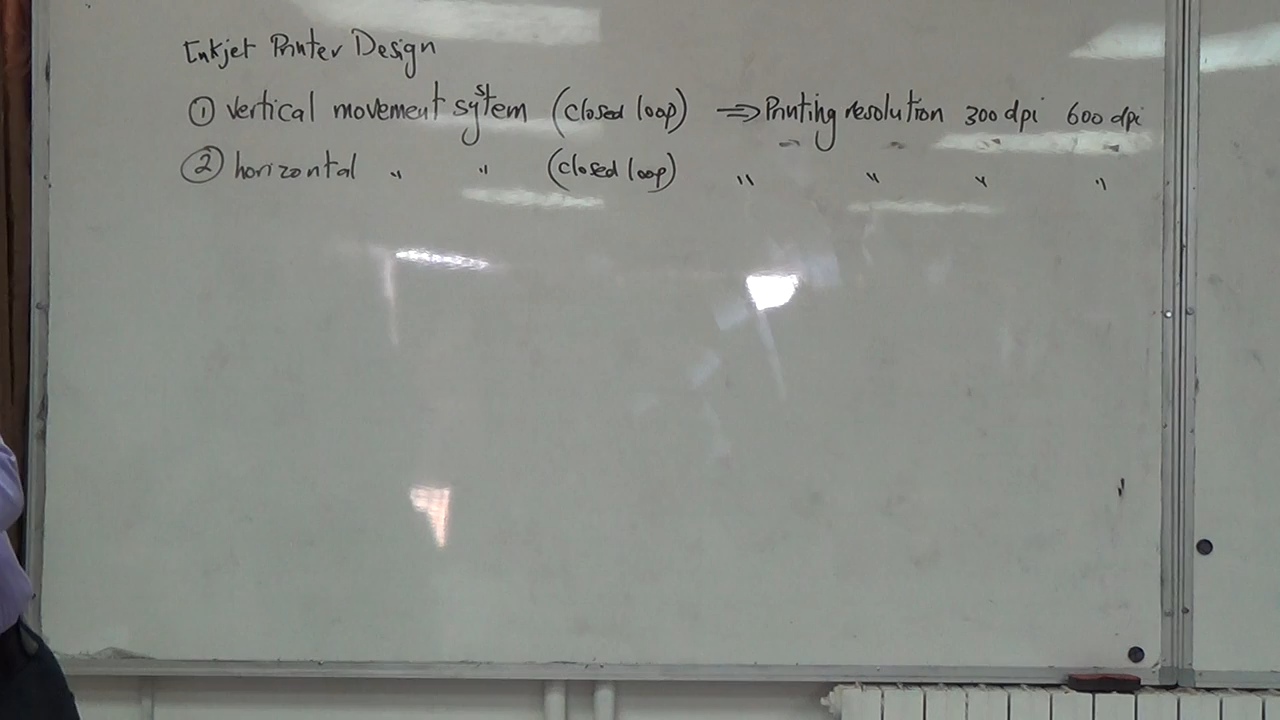 Inkjet Printer Design
① vertical movement system (closed loop) ⇒ Printing resolution 300 dpi 600 dpi
② horizontal " " (closed loop) " " " "